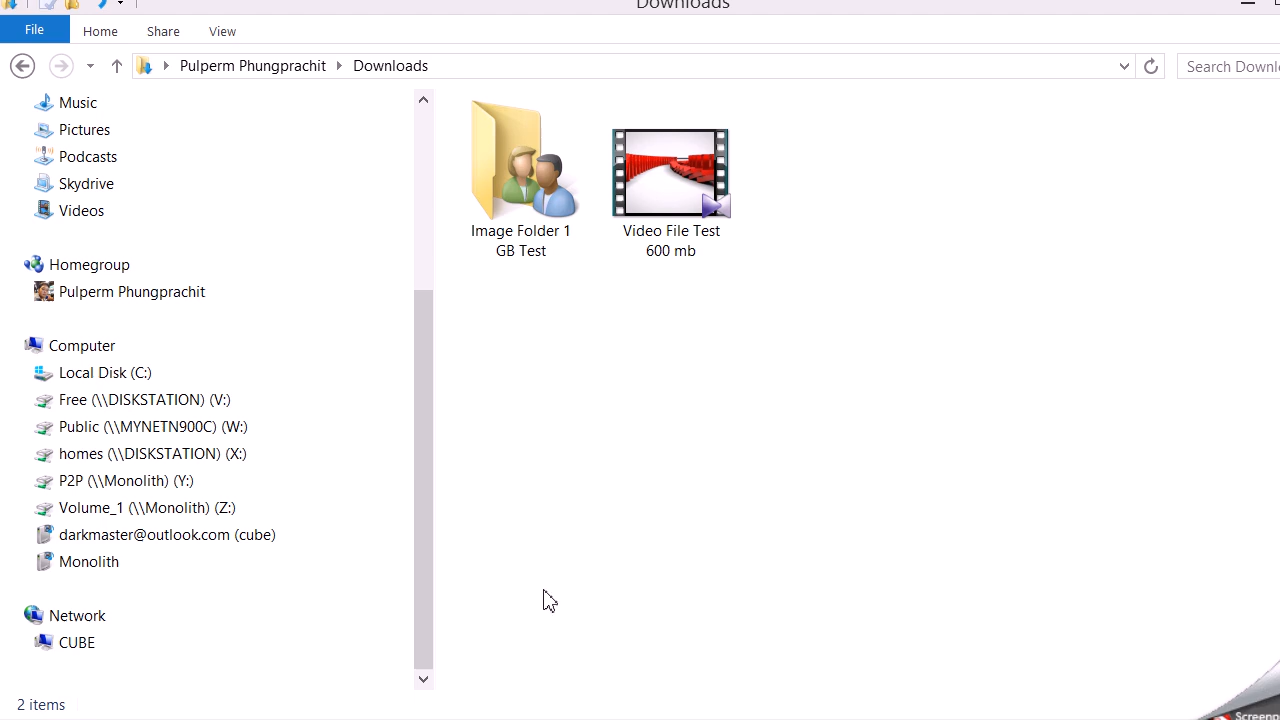 Downloads
File
Home
Share
View
Pulperm Phungprachit
Downloads
Music
Pictures
Podcasts
Skydrive
Videos
Homegroup
Pulperm Phungprachit
Computer
Local Disk (C:)
Free (\\DISKSTATION) (V:)
Public (\\MYNETN900C) (W:)
homes (\\DISKSTATION) (X:)
P2P (\\Monolith) (Y:)
Volume_1 (\\Monolith) (Z:)
darkmaster@outlook.com (cube)
Monolith
Network
CUBE
Image Folder 1
GB Test
Video File Test
600 mb
2 items